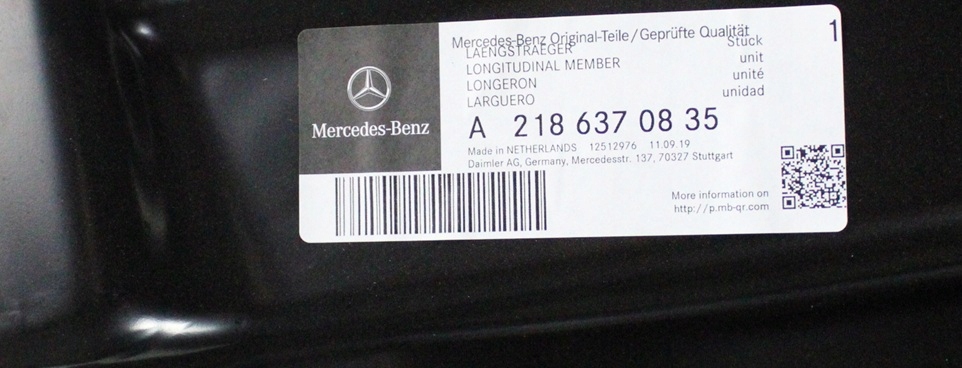 Mercedes-Benz Original-Teile/Geprüfte Qualität 1
LAENGSTRAEGER Stück
LONGITUDINAL MEMBER unit
LONGERON unité
LARGUERO unidad
Mercedes-Benz
A 218 637 08 35
Made in NETHERLANDS 12512976 11.09.19
Daimler AG, Germany, Mercedesstr. 137, 70327 Stuttgart
More information on
http://p.mb-qr.com